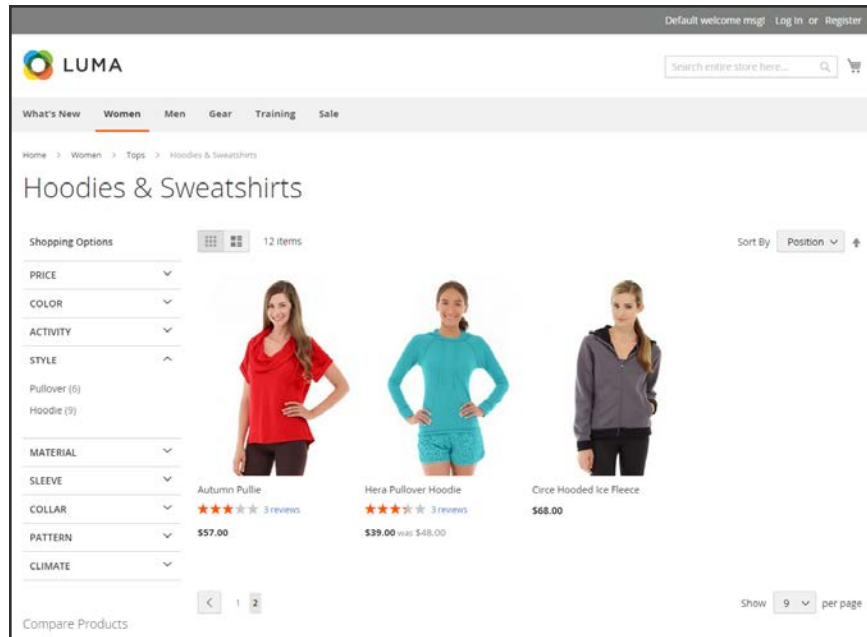 Default welcome msg! Log In or Register
LUMA
Search entire store here...
What's New Women Men Gear Training Sale
Home > Women > Tops > Hoodies & Sweatshirts
Hoodies & Sweatshirts
Shopping Options
12 items
Sort By Position
PRICE
COLOR
ACTIVITY
STYLE
Pullover (6)
Hoodie (9)
MATERIAL
SLEEVE
COLLAR
PATTERN
CLIMATE
Autumn Pullie
3 reviews
$57.00
Hera Pullover Hoodie
3 reviews
$39.00 was $48.00
Circe Hooded Ice Fleece
$68.00
< 1 2
Show 9 per page
Compare Products